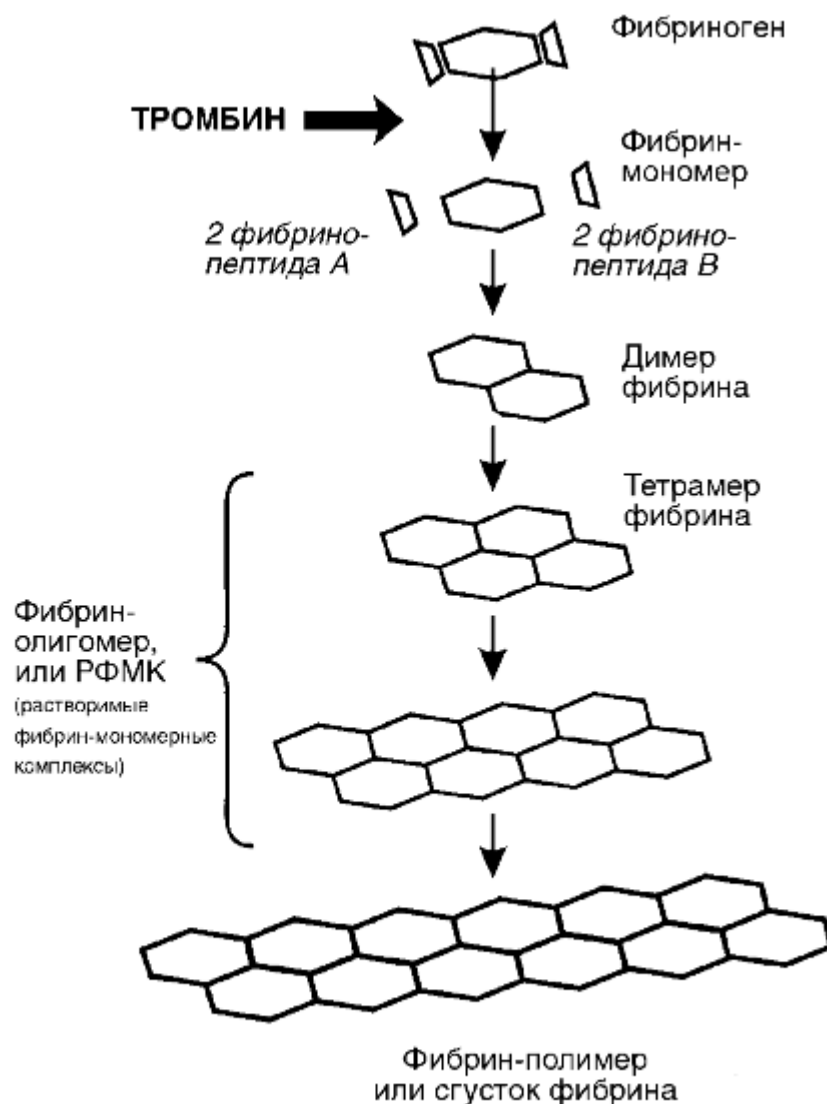 Фибриноген
ТРОМБИН
Фибрин-
мономер
2 фибрино-
пептида А
2 фибрино-
пептида В
Димер
фибрина
Тетрамер
фибрина
Фибрин-
олигомер,
или РФМК
(растворимые
фибрин-мономерные
комплексы)
Фибрин-полимер
или сгусток фибрина